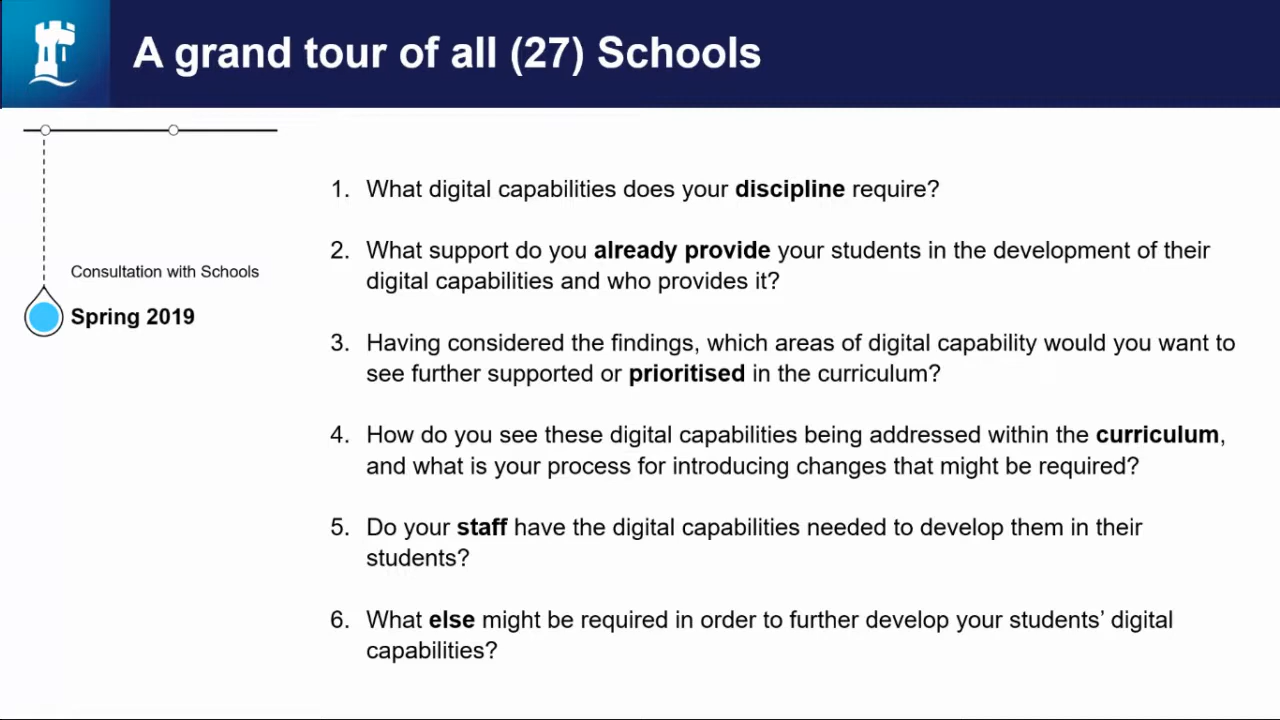 A grand tour of all (27) Schools
Consultation with Schools
Spring 2019
1. What digital capabilities does your discipline require?
2. What support do you already provide your students in the development of their
digital capabilities and who provides it?
3. Having considered the findings, which areas of digital capability would you want to
see further supported or prioritised in the curriculum?
4. How do you see these digital capabilities being addressed within the curriculum,
and what is your process for introducing changes that might be required?
5. Do your staff have the digital capabilities needed to develop them in their
students?
6. What else might be required in order to further develop your students’ digital
capabilities?